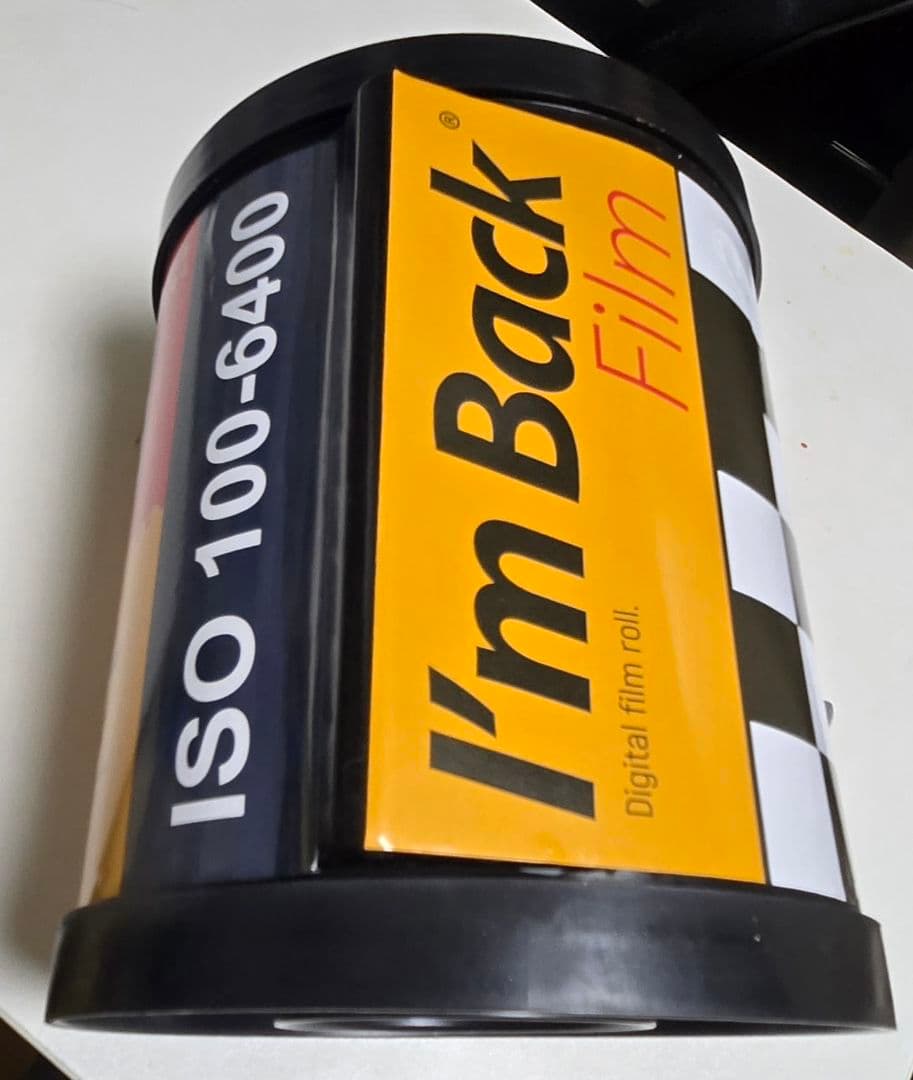 ISO 100-6400
I'm Back®
Film
Digital film roll.